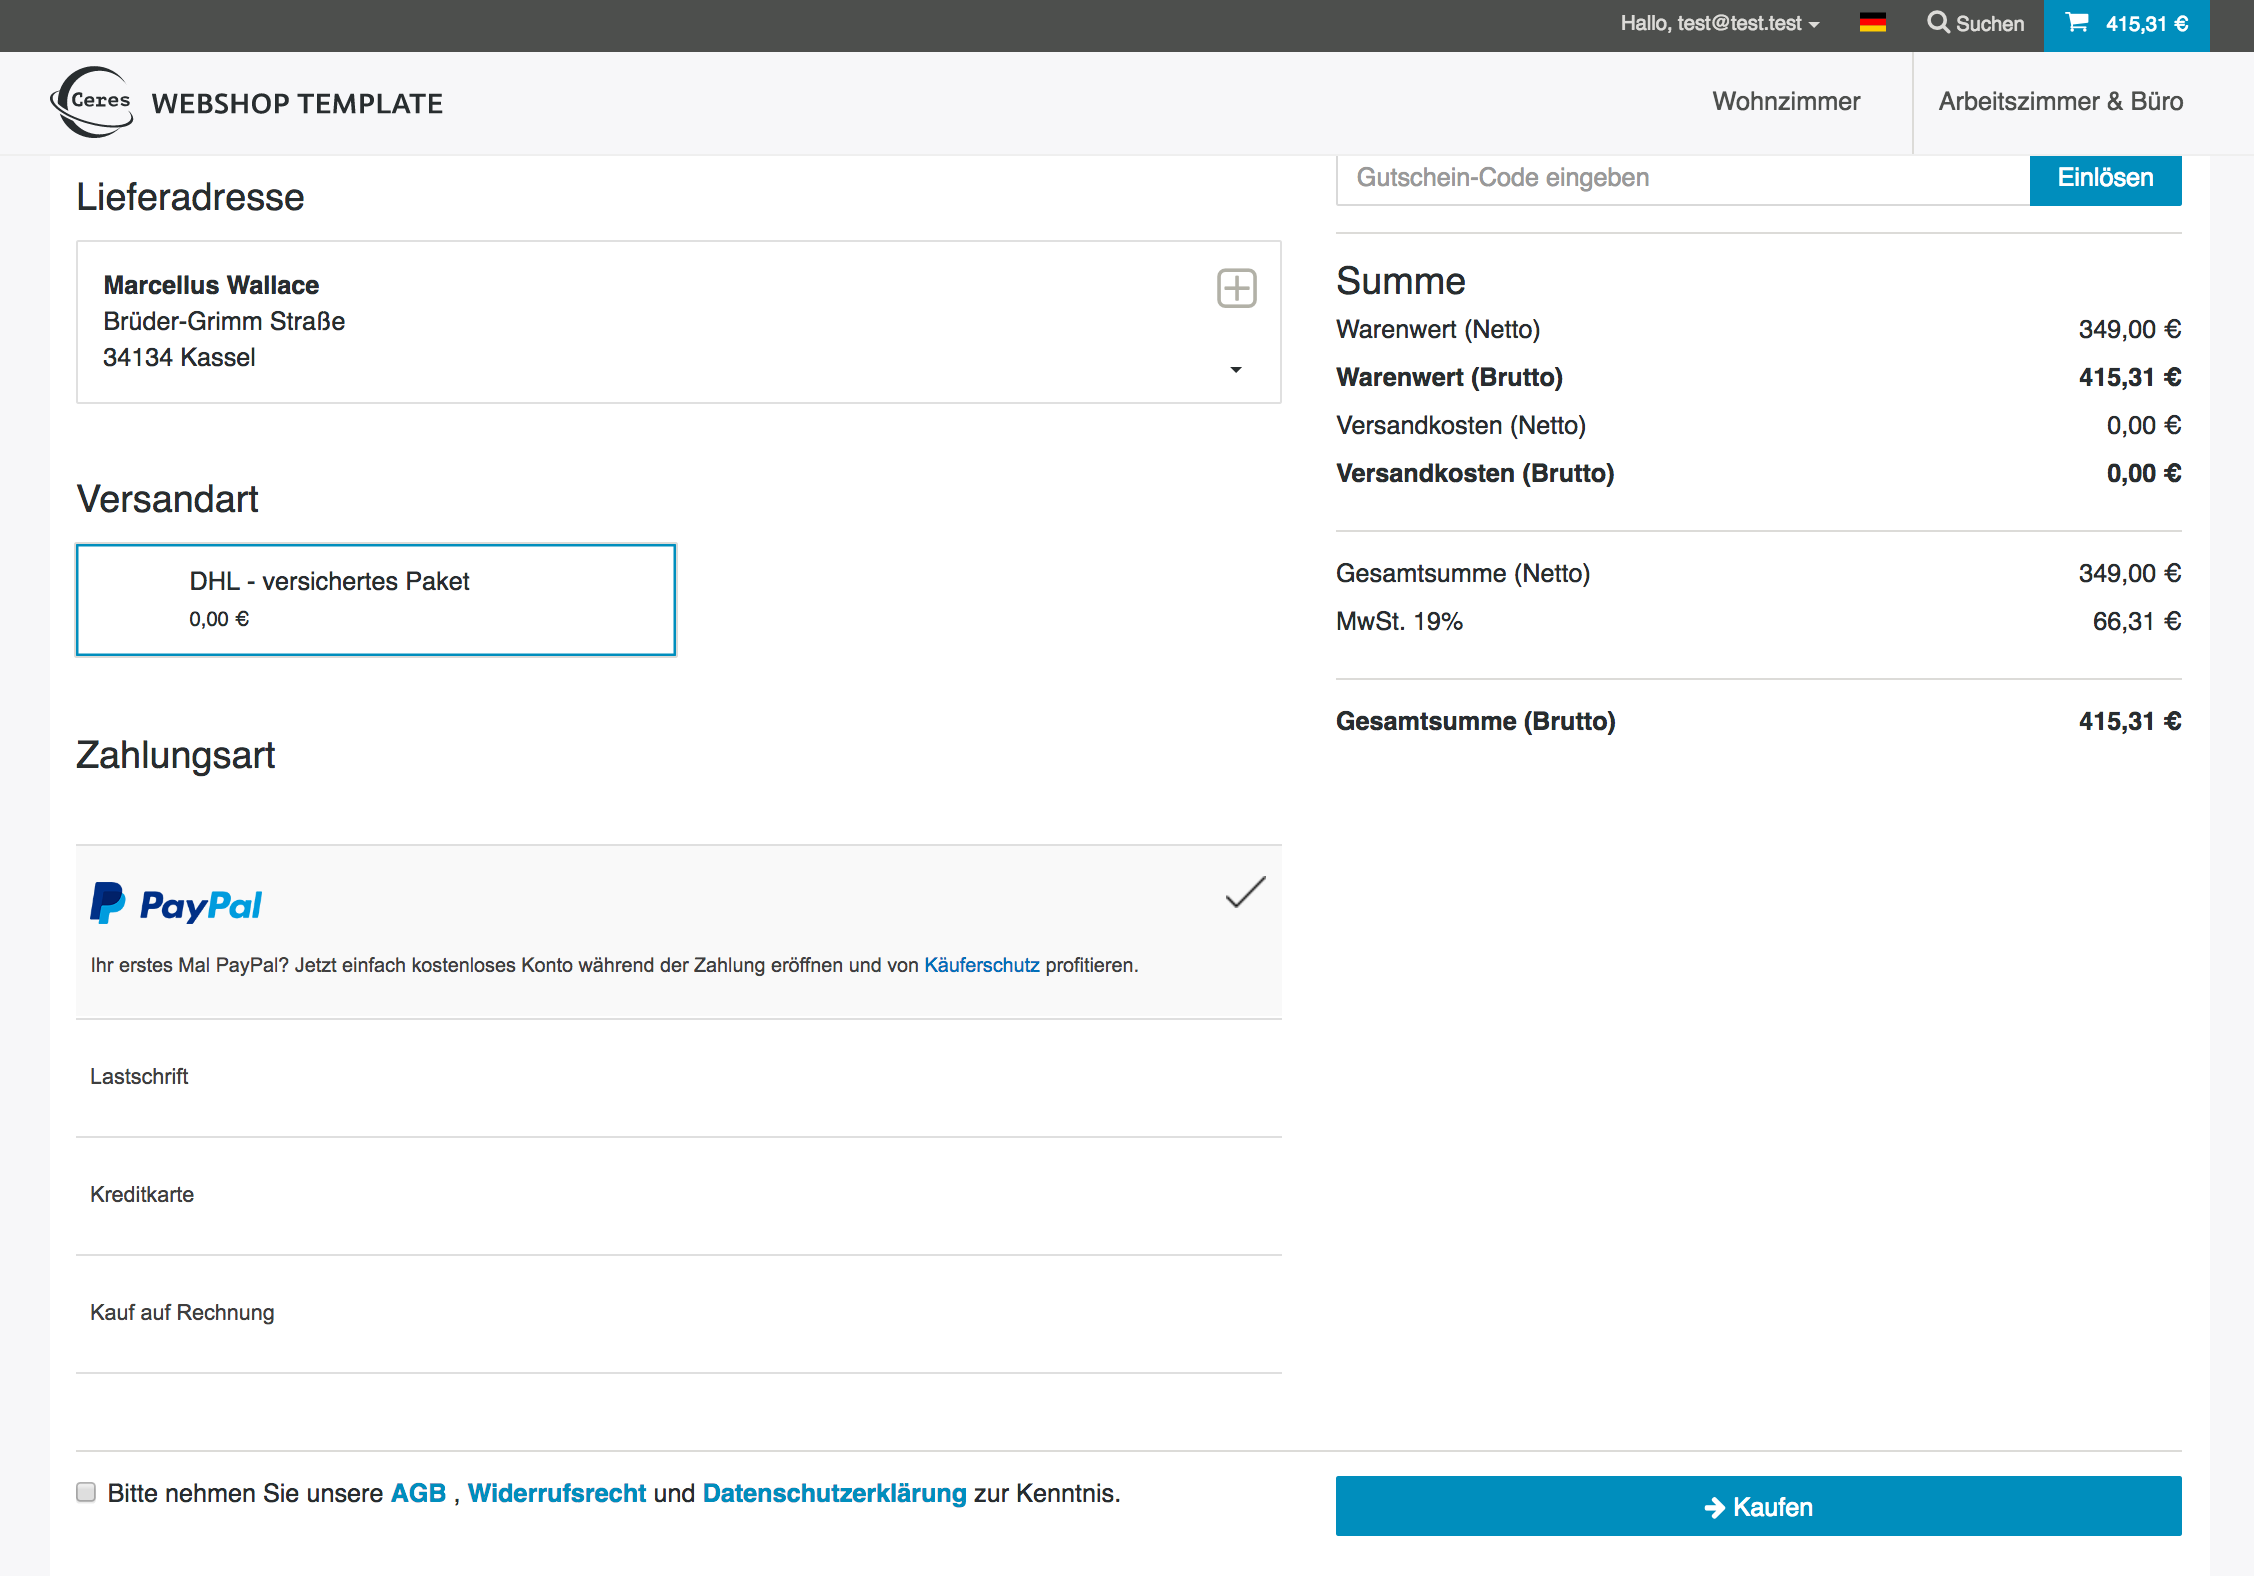 Hallo, test@test.test
Suchen
415,31 €
Ceres
WEBSHOP TEMPLATE
Wohnzimmer
Arbeitszimmer & Büro
Lieferadresse
Marcellus Wallace
Brüder-Grimm Straße
34134 Kassel
Versandart
DHL - versichertes Paket
0,00 €
Zahlungsart
PayPal
Ihr erstes Mal PayPal? Jetzt einfach kostenloses Konto während der Zahlung eröffnen und von Käuferschutz profitieren.
Lastschrift
Kreditkarte
Kauf auf Rechnung
Bitte nehmen Sie unsere AGB , Widerrufsrecht und Datenschutzerklärung zur Kenntnis.
Gutschein-Code eingeben
Einlösen
Summe
Warenwert (Netto) 349,00 €
Warenwert (Brutto) 415,31 €
Versandkosten (Netto) 0,00 €
Versandkosten (Brutto) 0,00 €
Gesamtsumme (Netto) 349,00 €
MwSt. 19% 66,31 €
Gesamtsumme (Brutto) 415,31 €
Kaufen